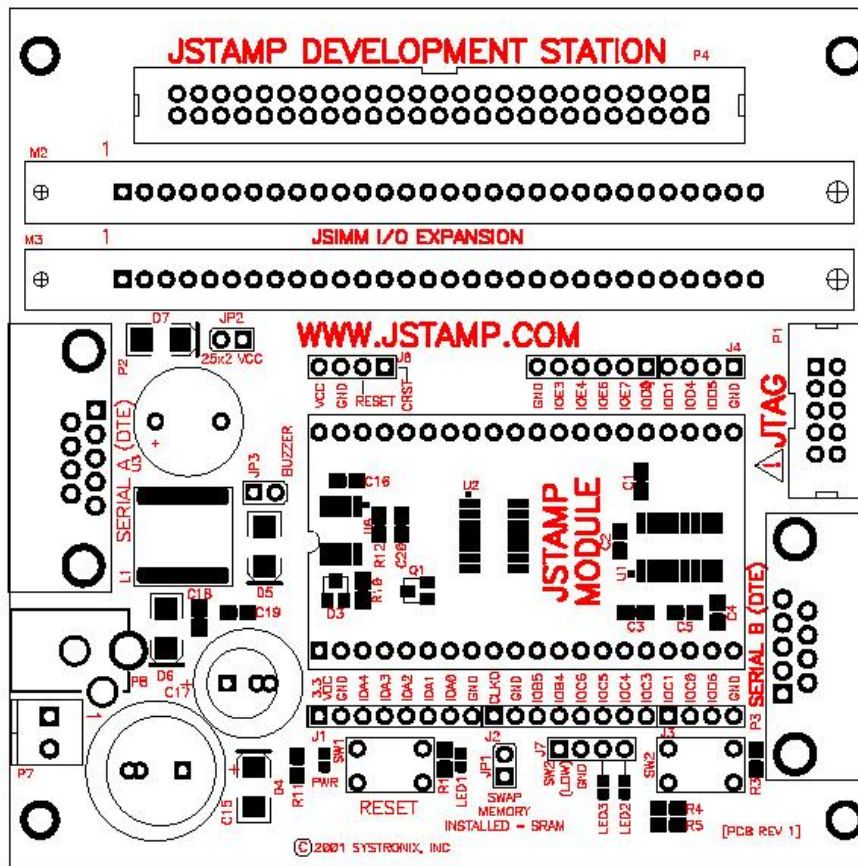 JSTAMP DEVELOPMENT STATION
P4
M2
1
M3
1
JSIMM I/O EXPANSION
D7
JP2
25x2 VCC
WWW.JSTAMP.COM
P2
P1
J4
VCC
GND
RESET
CRST
GND
IOE3
IOE4
IOE6
IOE7
IOD1
IOD4
IOD5
GND
JTAG
SERIAL A (DTE)
U3
+
JP3
BUZZER
C16
U2
C1
R12
C20
JSTAMP
MODULE
C2
U1
L1
D5
C18
C19
D3
R10
Q1
C3
C5
C4
SERIAL B (DTE)
D6
P8
C17
+
3.3
VCC
GND
IOA4
IOA3
IOA2
IOA1
IOA0
GND
CLKO
GND
IOB5
IOB4
IOC6
IOC5
IOC4
IOC3
IOC1
IOC0
IOD6
GND
P3
P7
1
J1
J2
J3
SW1
JP1
J7
SW2
(LOW)
GND
SW2
+
D4
C15
R11
PWR
R1
LED1
RESET
SWAP
MEMORY
INSTALLED = SRAM
LED3
LED2
R4
R5
R3
[PCB REV 1]
© 2001 SYSTRONIX, INC